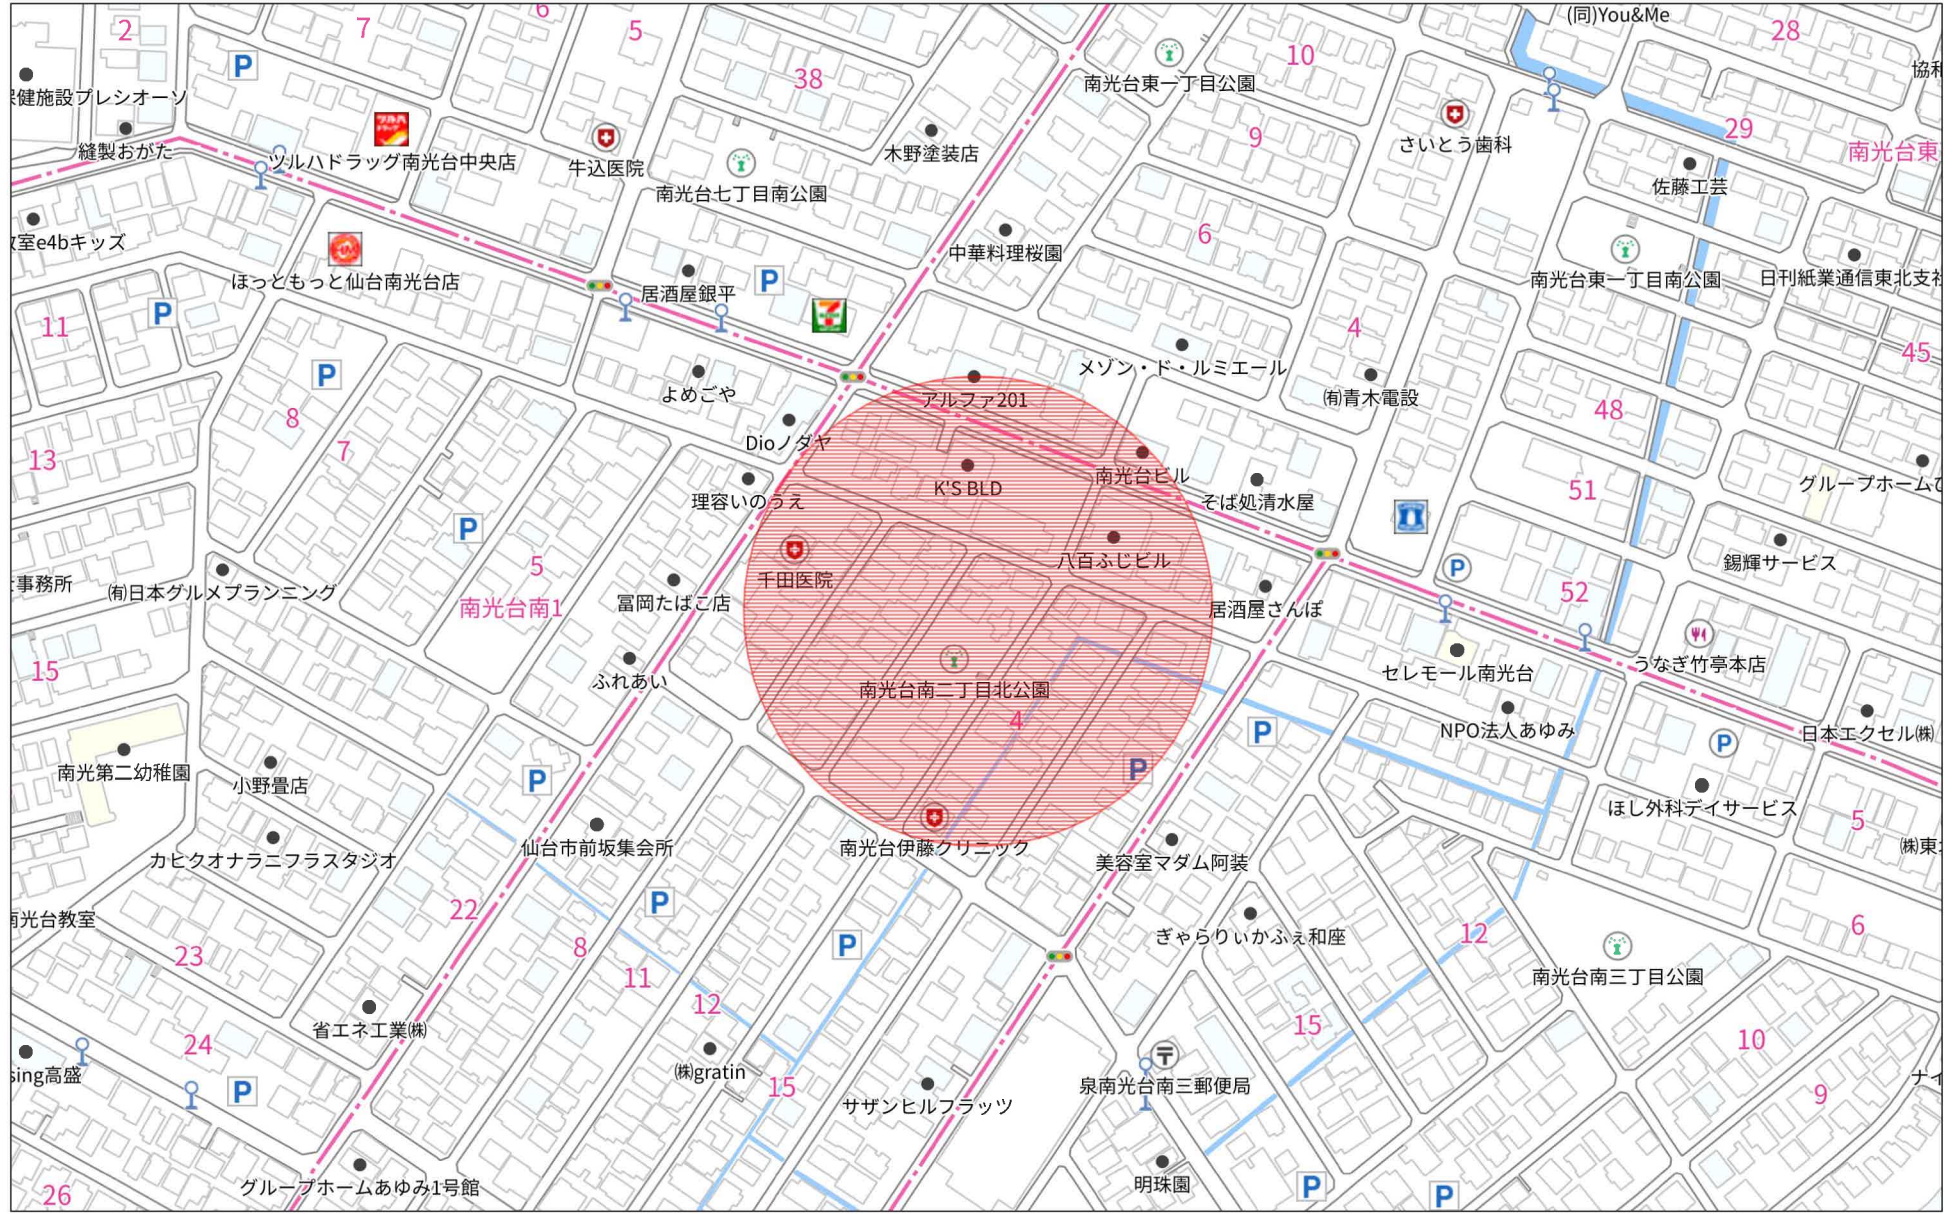 (同)You&Me
2
7
6
5
28
10
P
38
南光台東一丁目公園
健施設プレシオーソ
29
9
ツルハドラッグ
縫製おがた
ツルハドラッグ南光台中央店
牛込医院
木野塗装店
さいとう歯科
南光台東
南光台七丁目南公園
佐藤工芸
室e4bキッズ
6
中華料理桜園
ほっともっと仙台南光台店
居酒屋銀平
P
南光台東一丁目南公園
日刊紙業通信東北支社
11
P
4
45
メゾン・ド・ルミエール
P
よめごや
アルファ201
㈲青木電設
48
8
7
13
Dioノダヤ
南光台ビル
K'S BLD
51
グループホームひ
理容いのうえ
そば処清水屋
P
5
千田医院
八百ふじビル
P
錫輝サービス
事務所
㈲日本グルメプランニング
南光台南1
冨岡たばこ店
居酒屋さんぽ
52
15
ふれあい
南光台南二丁目北公園
4
セレモール南光台
うなぎ竹亭本店
NPO法人あゆみ
P
P
日本エクセル㈱
南光第二幼稚園
小野畳店
P
P
ほし外科デイサービス
5
仙台市前坂集会所
南光台伊藤クリニック
美容室マダム阿装
㈱東北
カヒクオナラニフラスタジオ
南光台教室
22
P
P
ぎゃらりぃかふぇ和座
12
6
23
8
11
南光台南三丁目公園
12
省エネ工業㈱
15
10
24
sing高盛
㈱gratin
15
泉南光台南三郵便局
ナイ
P
サザンヒルフラッツ
9
26
グループホームあゆみ1号館
明珠園
P
P